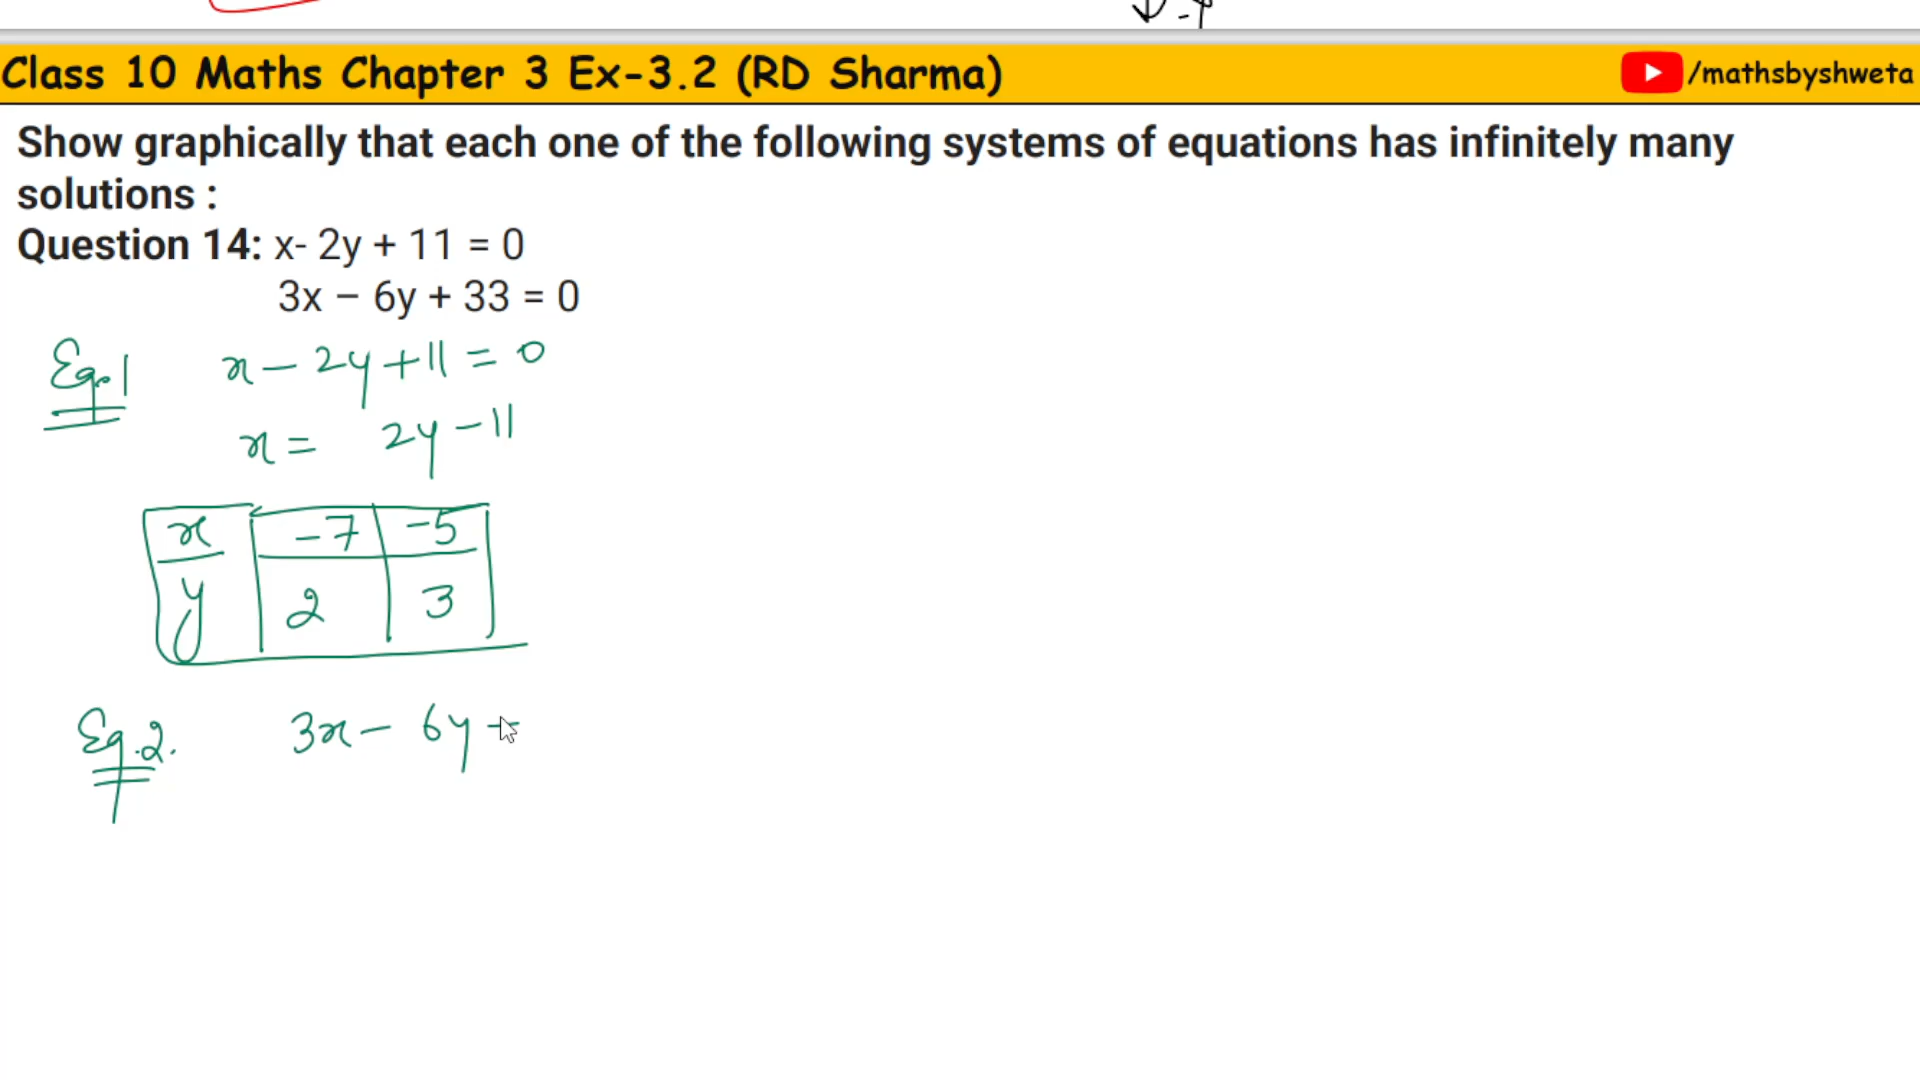 Class 10 Maths Chapter 3 Ex-3.2 (RD Sharma)
/mathsbyshweta
Show graphically that each one of the following systems of equations has infinitely many
solutions :
Question 14: x- 2y + 11 = 0
3x – 6y + 33 = 0
Eq.1 x - 2y + 11 = 0
x = 2y - 11
x -7 -5
y 2 3
Eq.2. 3x - 6y +